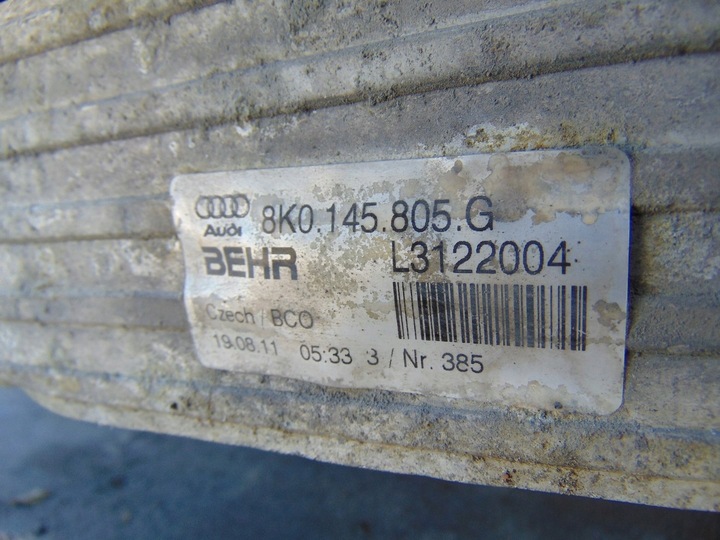 8K0.145.805.G
Audi
BEHR L3122004
Czech / BCO
19.08.11 05:33 3 / Nr. 385